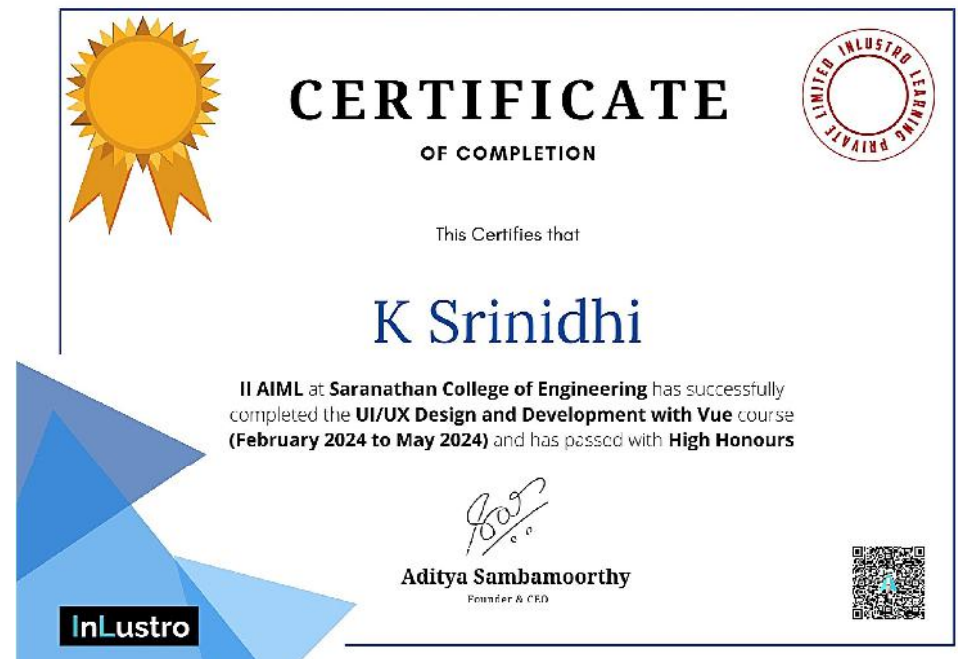 CERTIFICATE
INLUSTRO LEARNING PRIVATE LIMITED
OF COMPLETION
This Certifies that
K Srinidhi
II AIML at Saranathan College of Engineering has successfully
completed the UI/UX Design and Development with Vue course
(February 2024 to May 2024) and has passed with High Honours
Aditya Sambamoorthy
Founder & CEO
InLustro